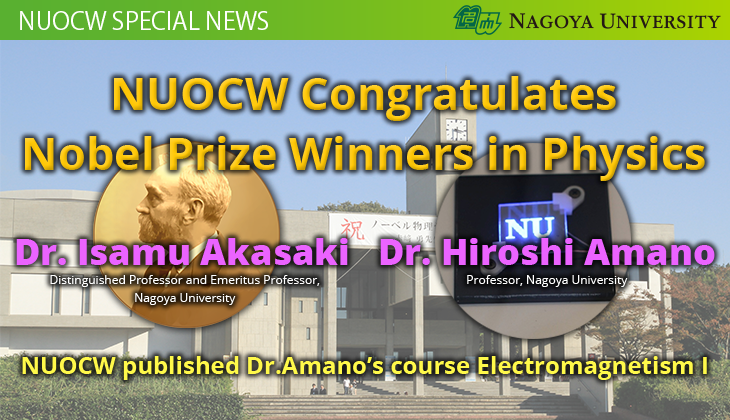 NUOCW SPECIAL NEWS
NAGOYA UNIVERSITY
NUOCW Congratulates
Nobel Prize Winners in Physics
祝 ノーベル物理
NU
Dr. Isamu Akasaki
Dr. Hiroshi Amano
Distinguished Professor and Emeritus Professor,
Nagoya University
Professor, Nagoya University
NUOCW published Dr.Amano's course Electromagnetism I